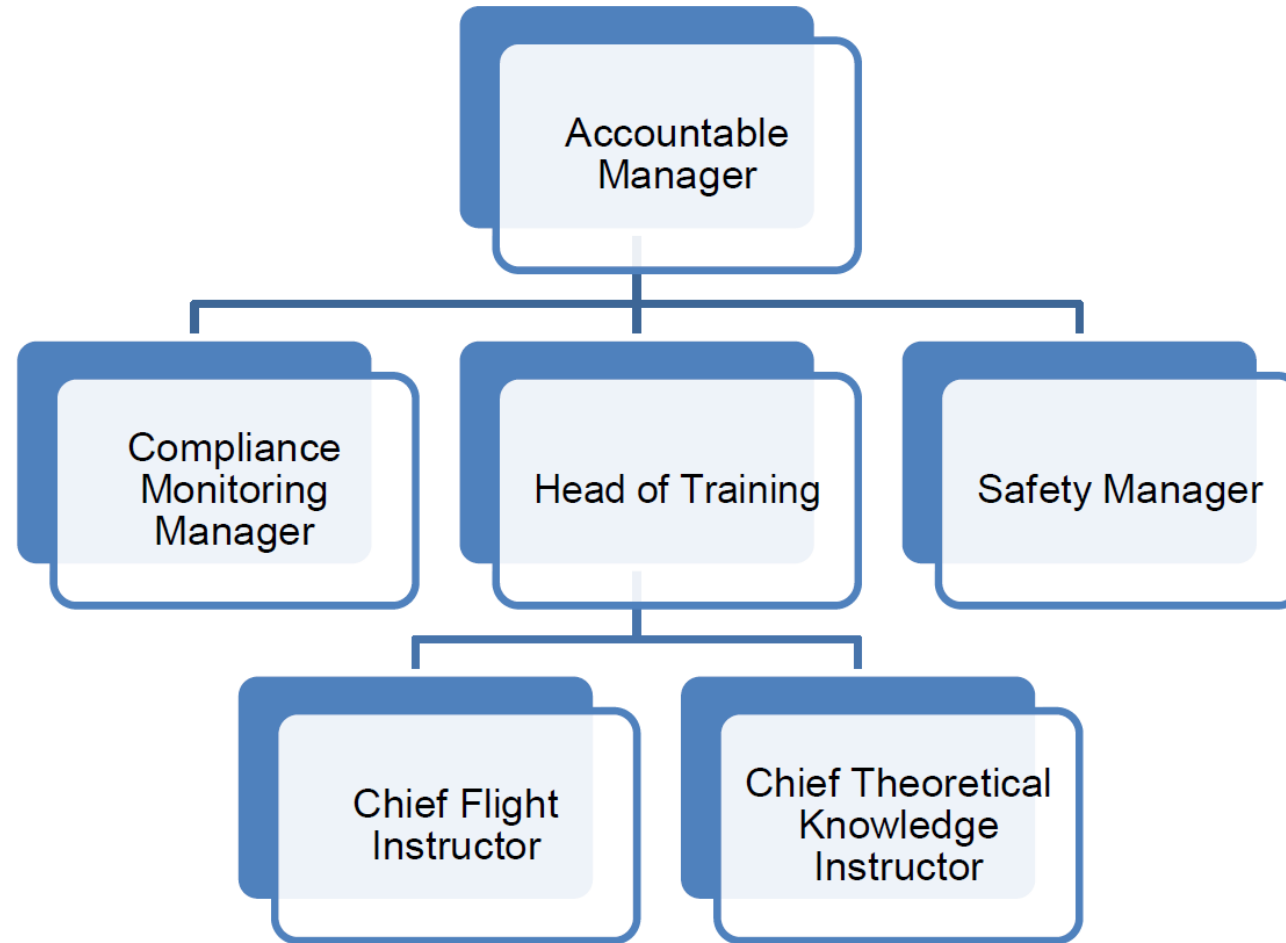 Accountable
Manager
Compliance
Monitoring
Manager
Head of Training
Safety Manager
Chief Flight
Instructor
Chief Theoretical
Knowledge
Instructor